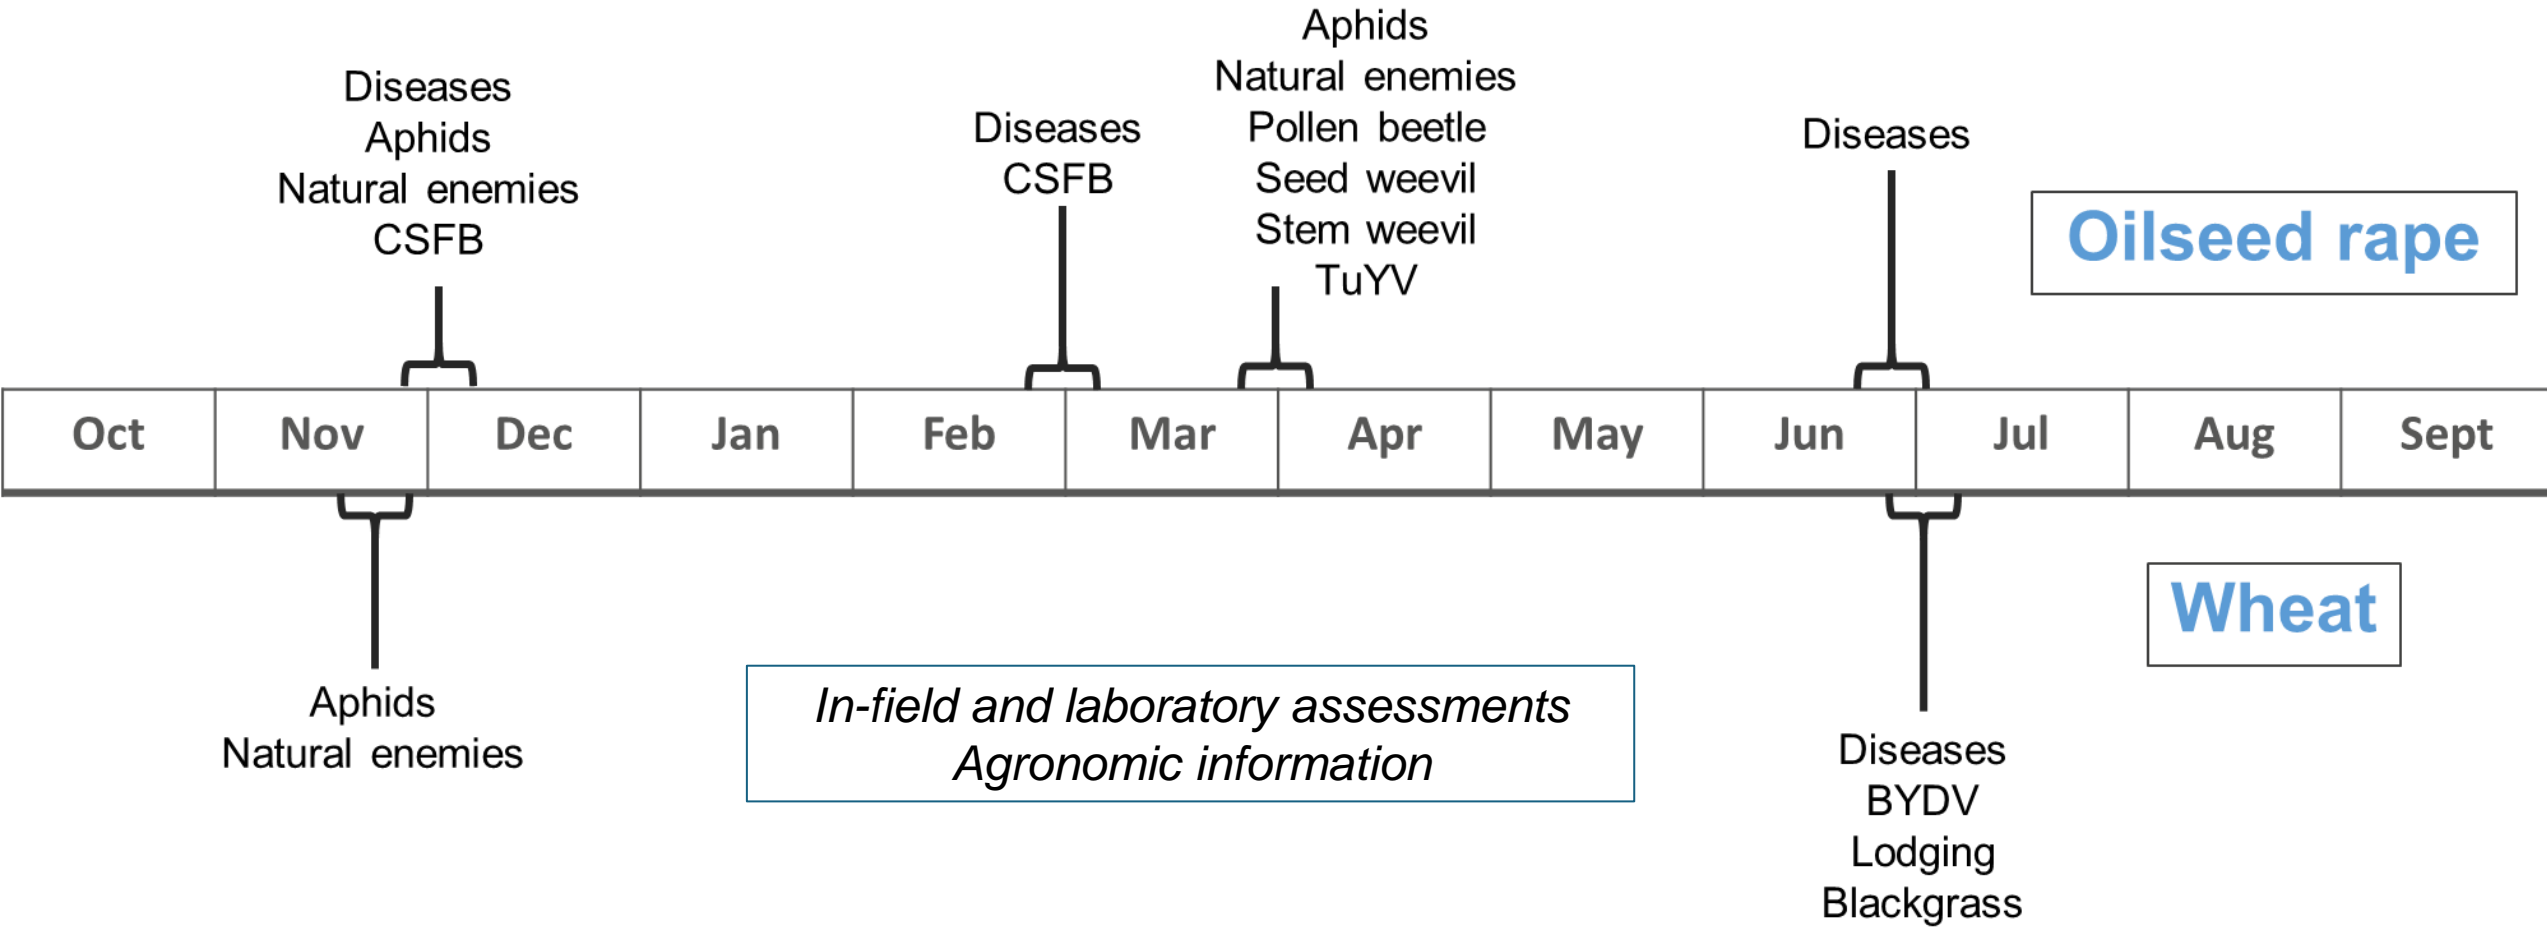 Diseases
Aphids
Natural enemies
CSFB
Diseases
CSFB
Aphids
Natural enemies
Pollen beetle
Seed weevil
Stem weevil
TuYV
Diseases
Oilseed rape
Oct Nov Dec Jan Feb Mar Apr May Jun Jul Aug Sept
Aphids
Natural enemies
In-field and laboratory assessments
Agronomic information
Wheat
Diseases
BYDV
Lodging
Blackgrass